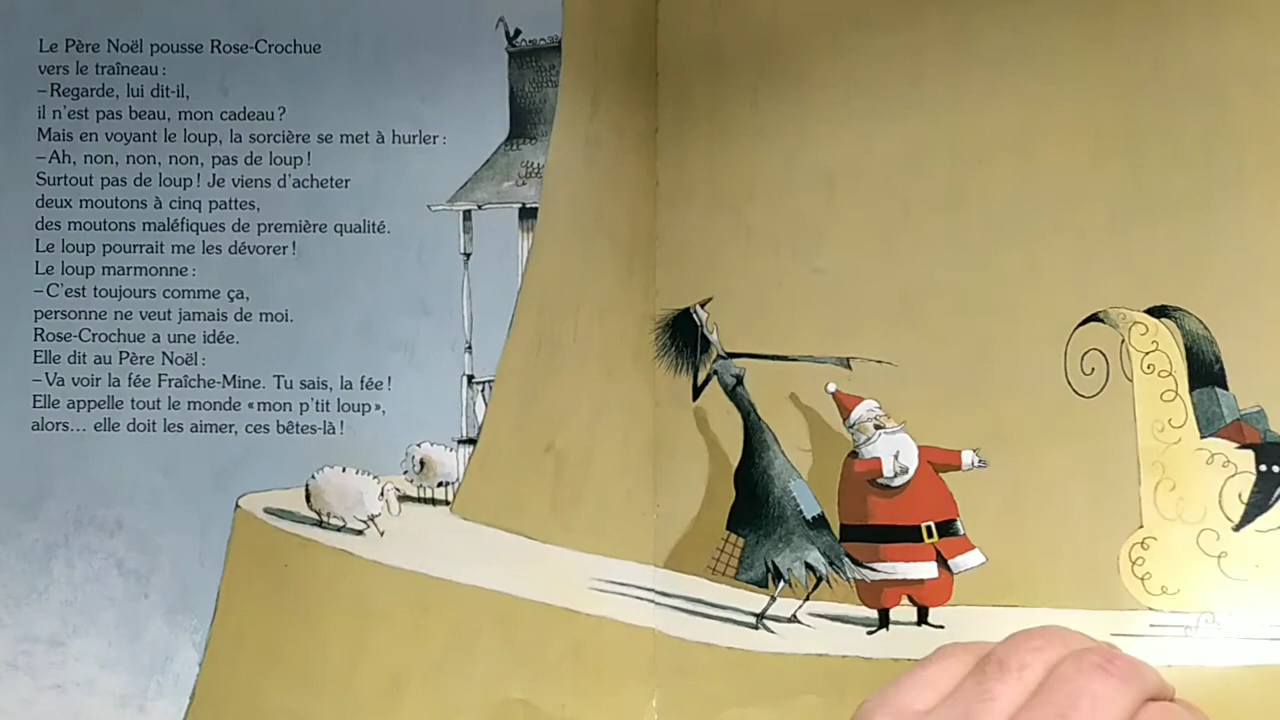 Le Père Noël pousse Rose-Crochue
vers le traîneau :
– Regarde, lui dit-il,
il n'est pas beau, mon cadeau ?
Mais en voyant le loup, la sorcière se met à hurler :
– Ah, non, non, non, pas de loup !
Surtout pas de loup ! Je viens d'acheter
deux moutons à cinq pattes,
des moutons maléfiques de première qualité.
Le loup pourrait me les dévorer !
Le loup marmonne :
– C'est toujours comme ça,
personne ne veut jamais de moi.
Rose-Crochue a une idée.
Elle dit au Père Noël :
– Va voir la fée Fraîche-Mine. Tu sais, la fée !
Elle appelle tout le monde « mon p'tit loup »,
alors... elle doit les aimer, ces bêtes-là !